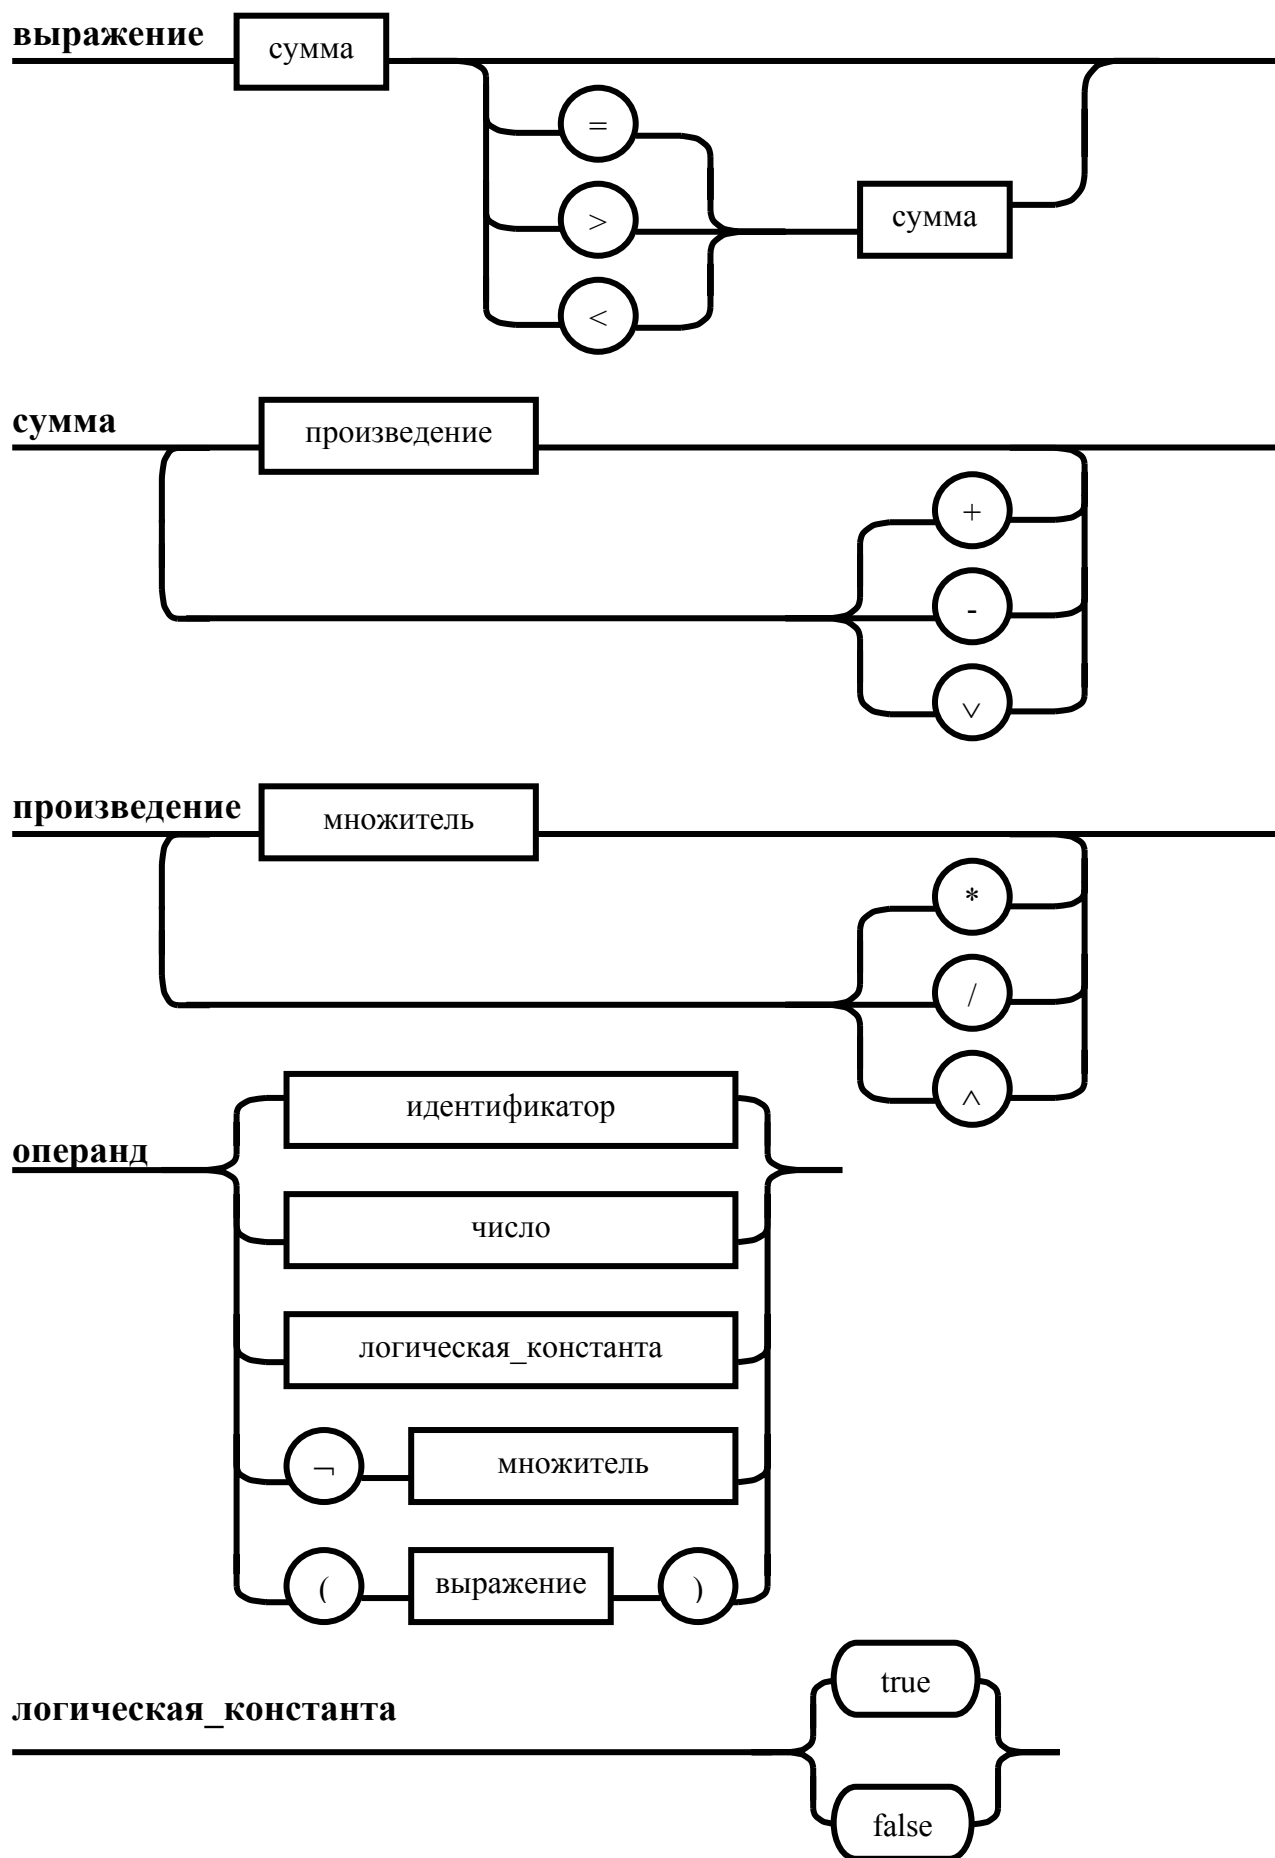 выражение
сумма
=
>
сумма
<
сумма
произведение
+
-
∨
произведение
множитель
*
/
∧
идентификатор
операнд
число
логическая_константа
¬ множитель
( выражение )
true
логическая_константа
false